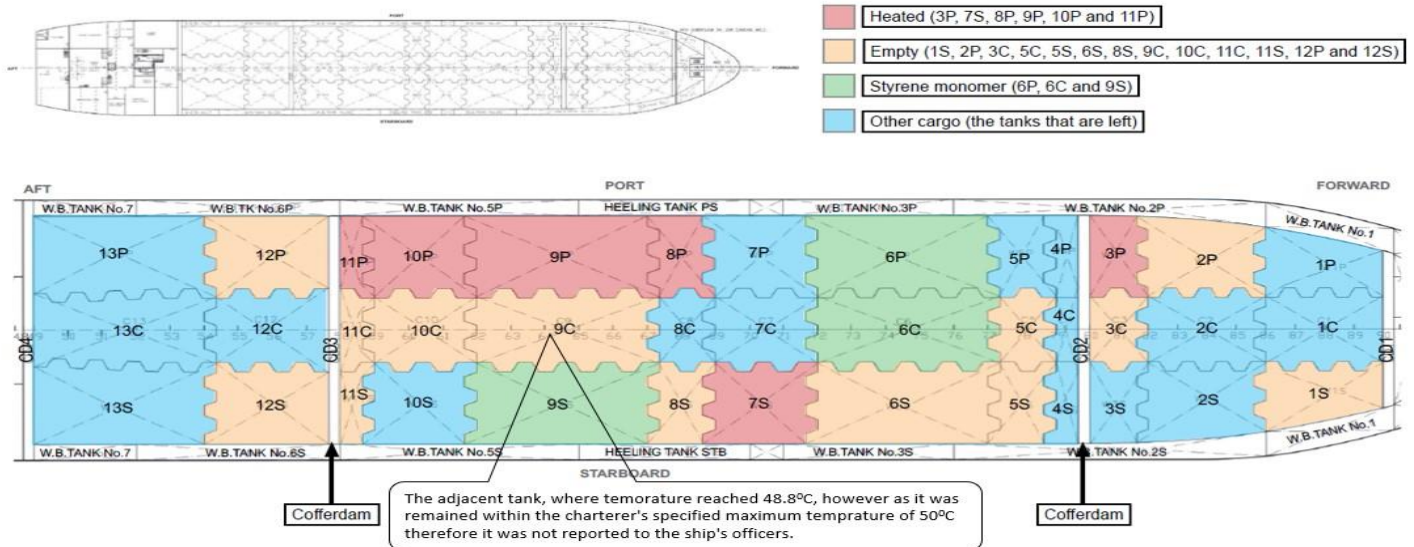 PORT
AFT
FORWARD
STARBOARD
Heated (3P, 7S, 8P, 9P, 10P and 11P)
Empty (1S, 2P, 3C, 5C, 5S, 6S, 8S, 9C, 10C, 11C, 11S, 12P and 12S)
Styrene monomer (6P, 6C and 9S)
Other cargo (the tanks that are left)
AFT PORT FORWARD
W.B.TANK No.7 W.B.TK No.6P W.B.TANK No.5P HEELING TANK PS W.B.TANK No.3P W.B.TANK No.2P
W.B.TANK No.1
13P 12P 11P 10P 9P 8P 7P 6P 5P 4P 3P 2P 1P
CD4 13C 12C CD3 11C 10C 9C 8C 7C 6C 5C 4C CD2 3C 2C 1C CD1
13S 12S 11S 10S 9S 8S 7S 6S 5S 4S 3S 2S 1S
W.B.TANK No.7 W.B.TANK No.6S W.B.TANK No.5S HEELING TANK STB W.B.TANK No.3S W.B.TANK No.2S
W.B.TANK No.1
STARBOARD
Cofferdam
The adjacent tank, where temorature reached 48.8ºC, however as it was
remained within the charterer's specified maximum temprature of 50ºC
therefore it was not reported to the ship's officers.
Cofferdam